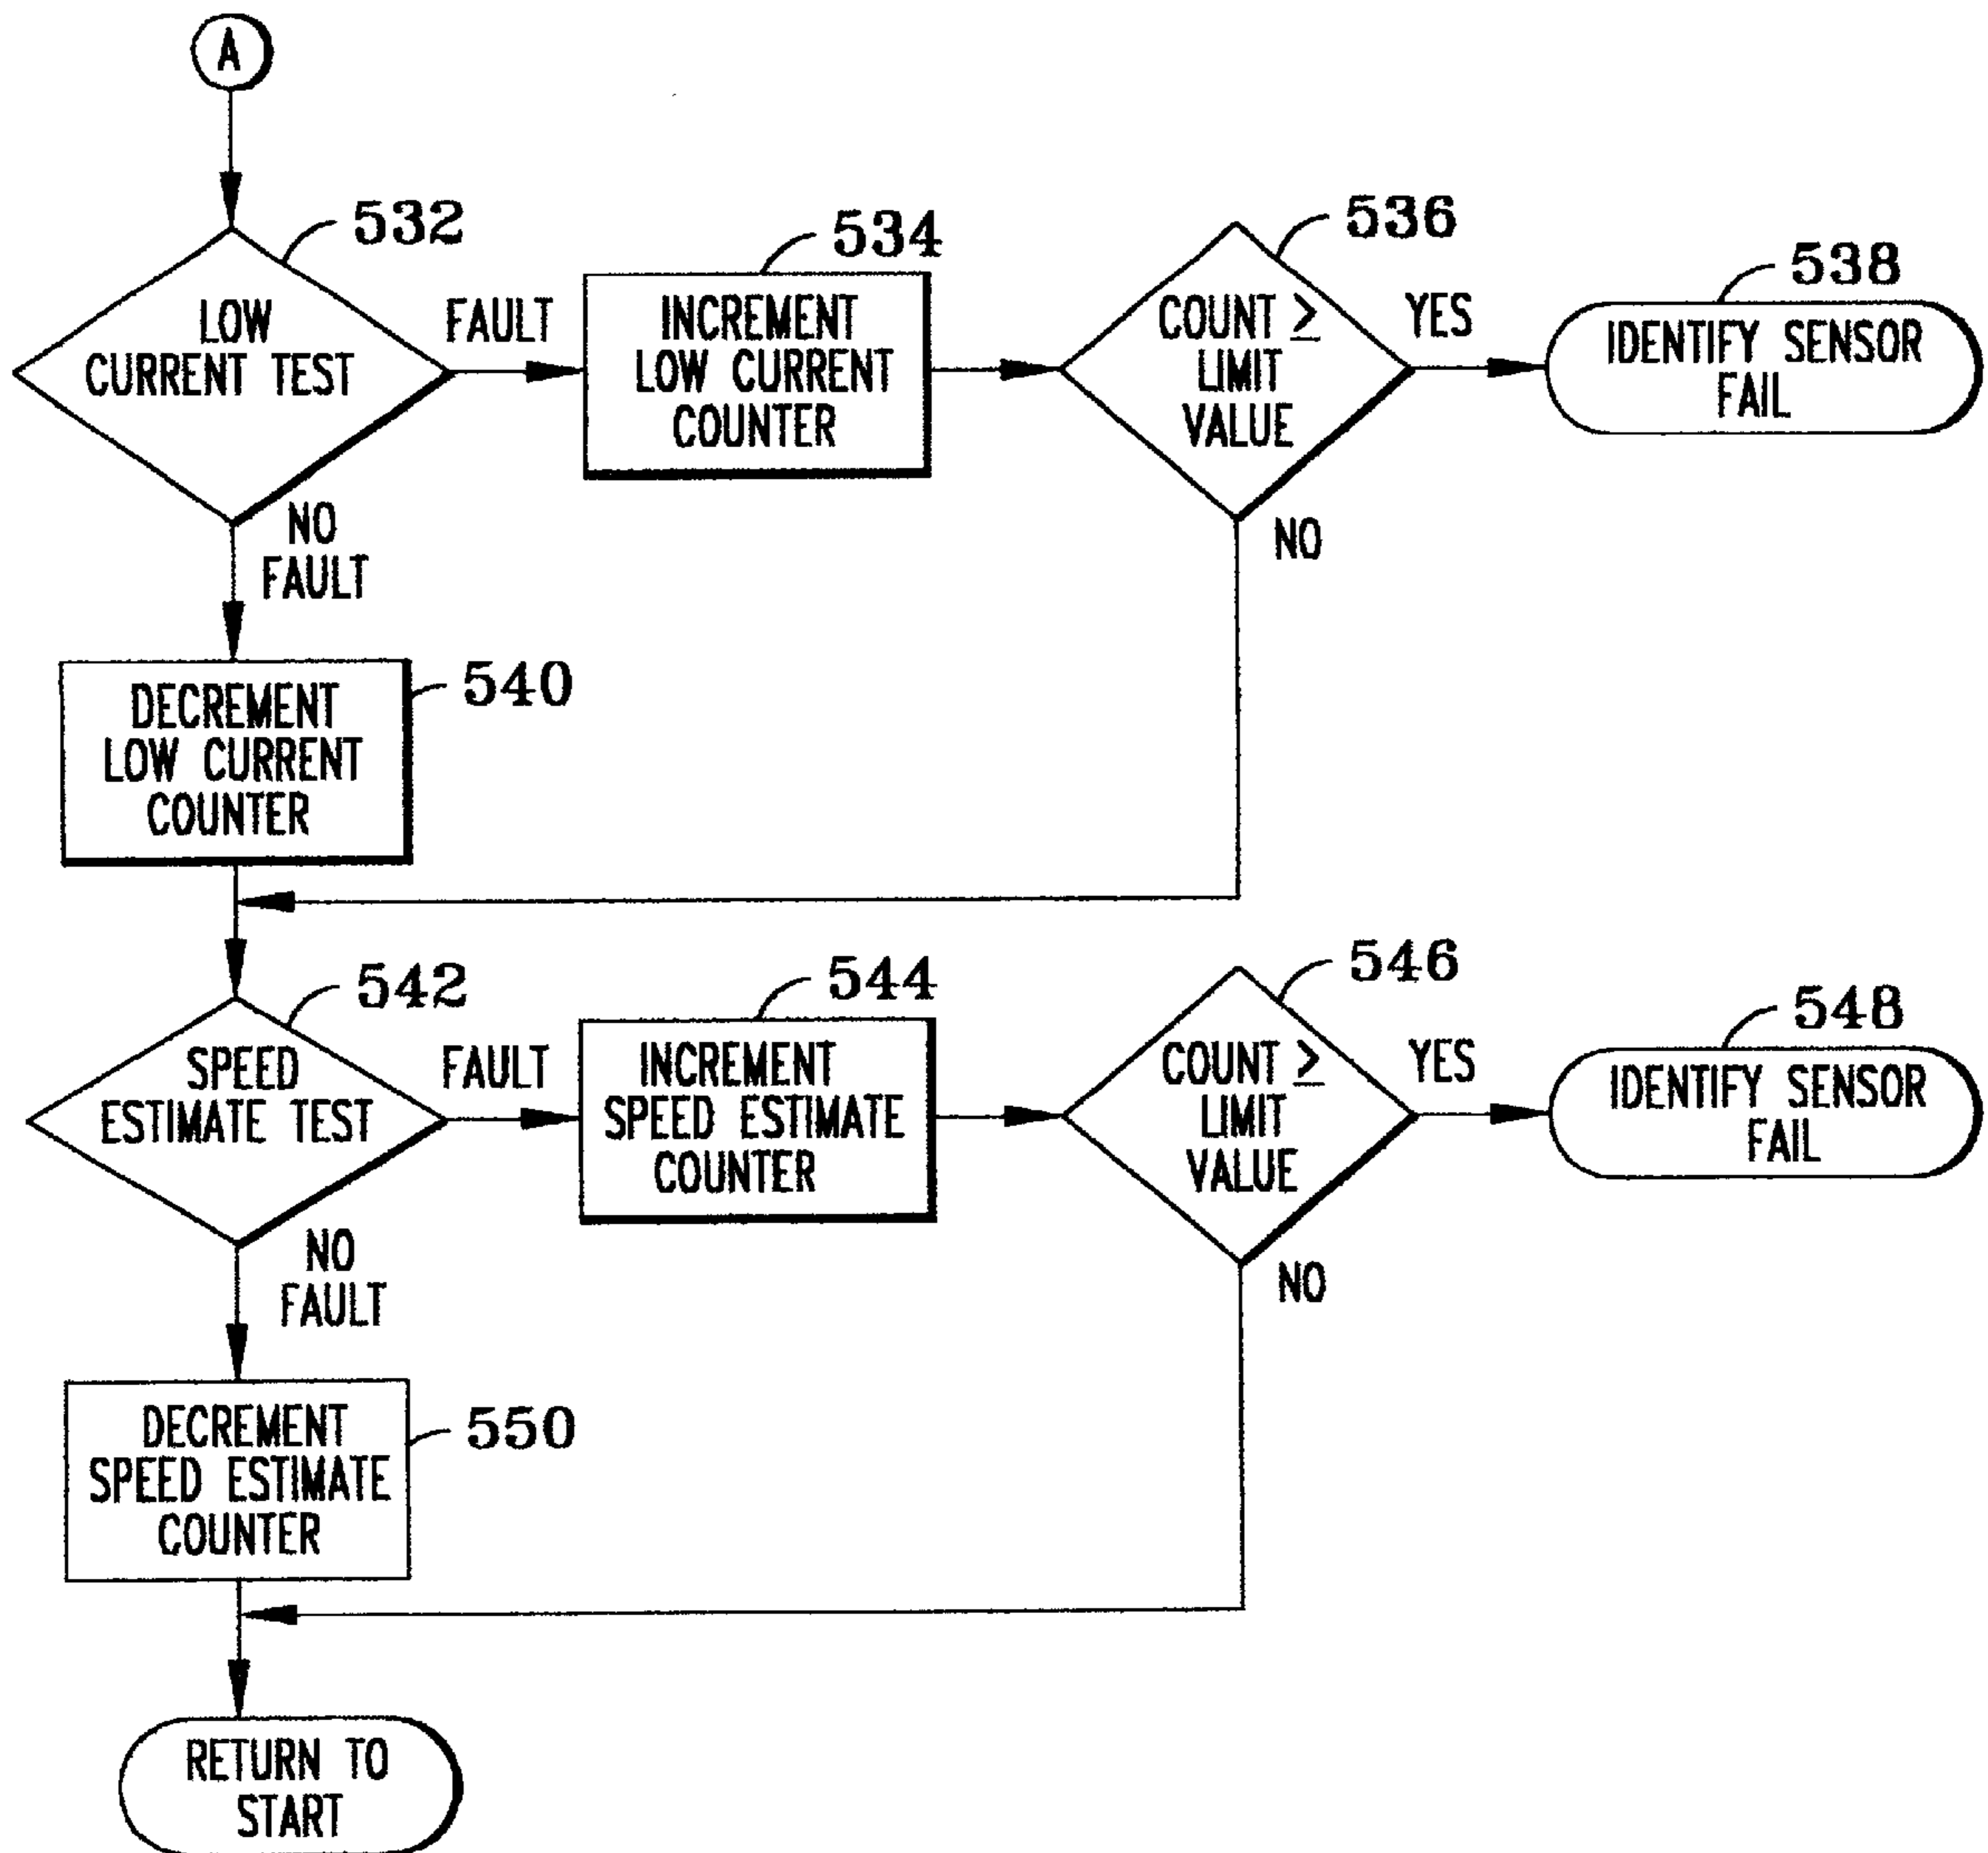 A
532
LOW
CURRENT TEST
FAULT
534
INCREMENT
LOW CURRENT
COUNTER
536
COUNT ≥
LIMIT
VALUE
YES
538
IDENTIFY SENSOR
FAIL
NO
FAULT
NO
540
DECREMENT
LOW CURRENT
COUNTER
542
SPEED
ESTIMATE TEST
FAULT
544
INCREMENT
SPEED ESTIMATE
COUNTER
546
COUNT ≥
LIMIT
VALUE
YES
548
IDENTIFY SENSOR
FAIL
NO
FAULT
NO
550
DECREMENT
SPEED ESTIMATE
COUNTER
RETURN TO
START